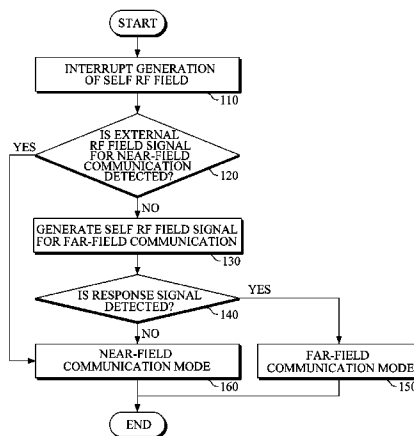 START
INTERRUPT GENERATION
OF SELF RF FIELD
110
YES
IS EXTERNAL
RF FIELD SIGNAL
FOR NEAR-FIELD
COMMUNICATION
DETECTED?
120
NO
GENERATE SELF RF FIELD SIGNAL
FOR FAR-FIELD COMMUNICATION
130
IS RESPONSE SIGNAL
DETECTED?
140
YES
NO
NEAR-FIELD
COMMUNICATION MODE
160
FAR-FIELD
COMMUNICATION MODE
150
END